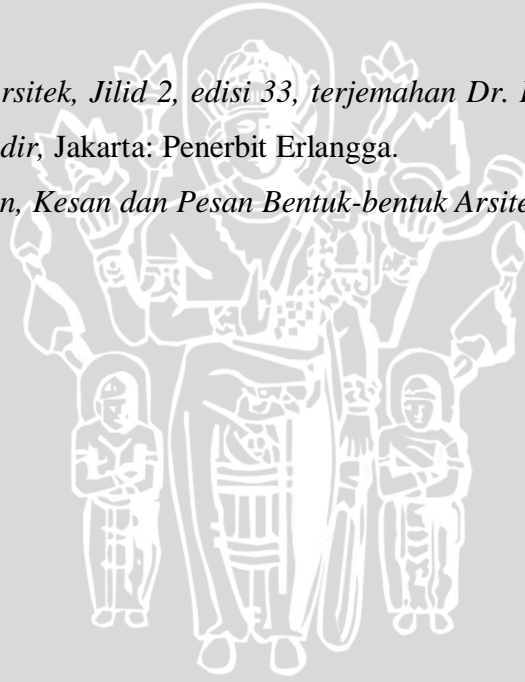 rsitek, Jilid 2, edisi 33, terjemahan Dr.
dir, Jakarta: Penerbit Erlangga.
n, Kesan dan Pesan Bentuk-bentuk Arsite